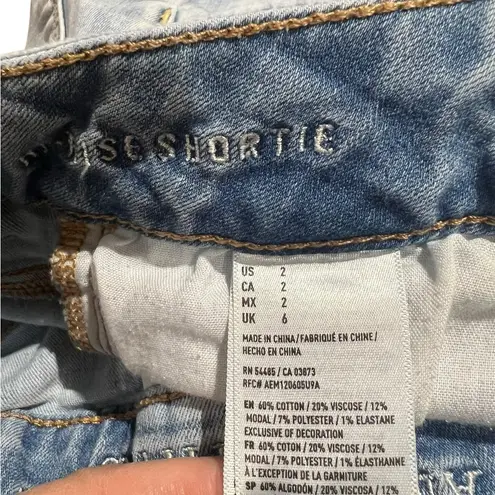 SHORTIE
US 2
CA 2
MX 2
UK 6
MADE IN CHINA/FABRIQUÉ EN CHINE/
HECHO EN CHINA
RN 54485/CA 03873
RFC# AEM120605U9A
EN 60% COTTON/20% VISCOSE/12%
MODAL/7% POLYESTER/1% ELASTANE
EXCLUSIVE OF DECORATION
FR 60% COTON/20% VISCOSE/12%
MODAL/7% POLYESTER/1% ÉLASTHANNE
À L'EXCEPTION DE LA GARNITURE
SP 60% ALGODÓN/20% VISCOSA/12%